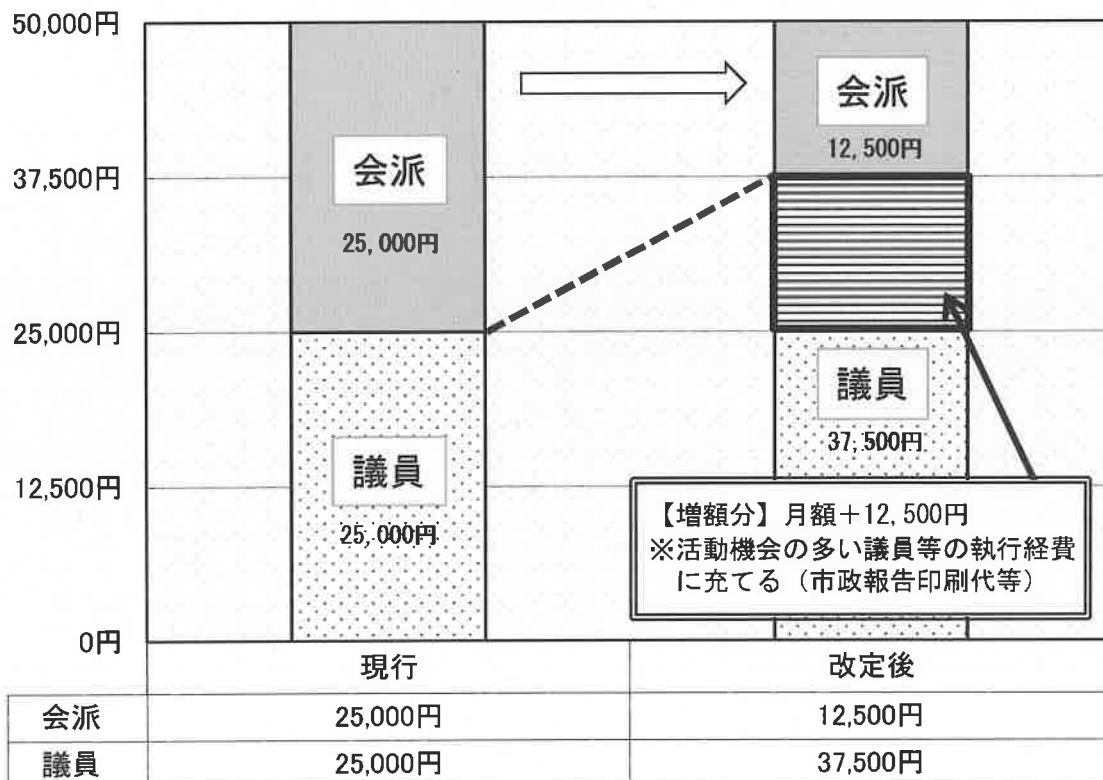 50,000円
37,500円
25,000円
12,500円
0円
会派
25,000円
議員
25,000円
会派
12,500円
議員
37,500円
【増額分】月額+12,500円
※活動機会の多い議員等の執行経費
に充てる(市政報告印刷代等)
現行 改定後
会派 25,000円 12,500円
議員 25,000円 37,500円